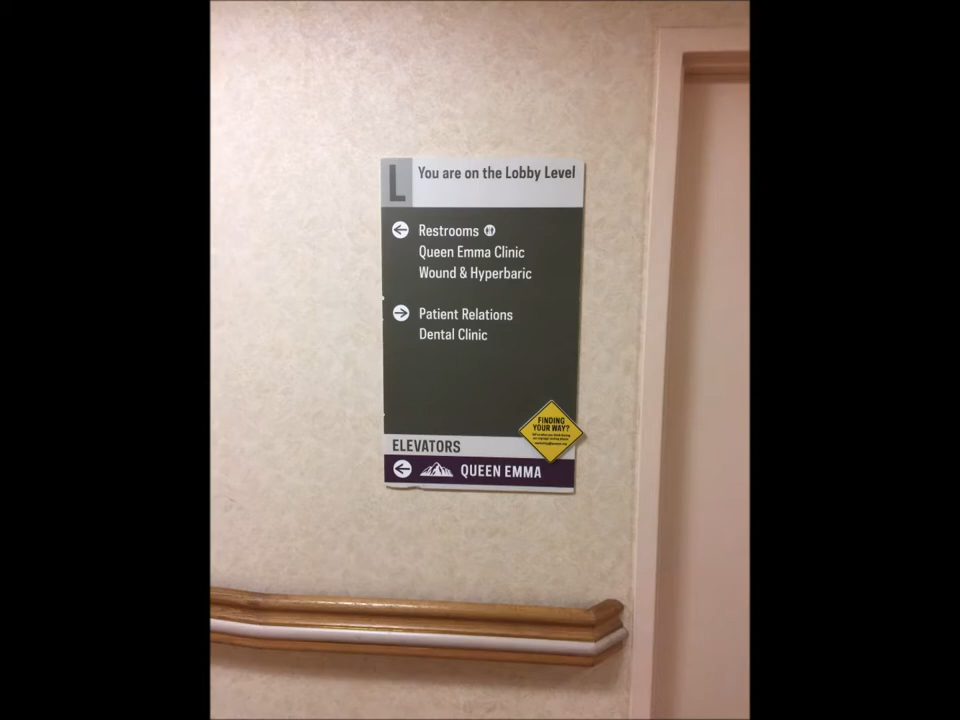 L
You are on the Lobby Level
Restrooms
Queen Emma Clinic
Wound & Hyperbaric
Patient Relations
Dental Clinic
FINDING
YOUR WAY?
ELEVATORS
QUEEN EMMA